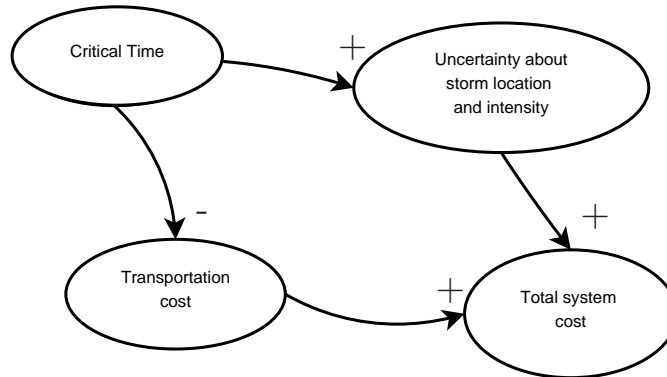 Critical Time
+
Uncertainty about
storm location
and intensity
-
+
Transportation
cost
+
Total system
cost